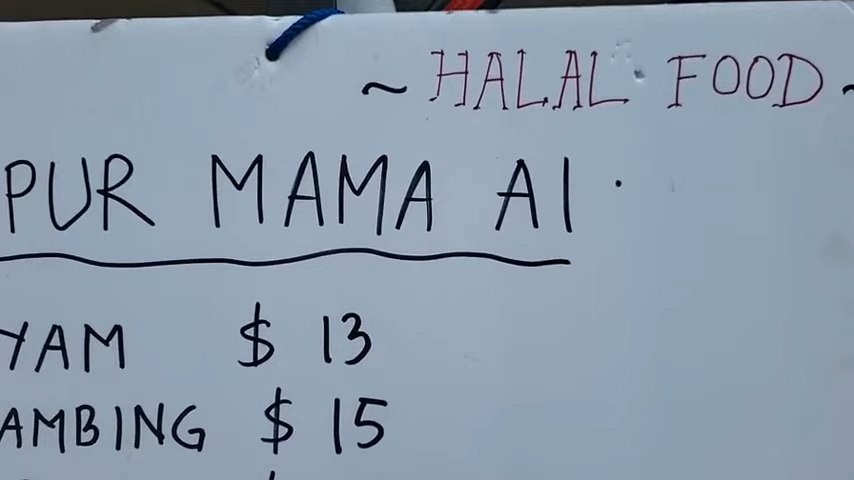 ~ HALAL FOOD ~
PUR MAMA AI
YAM $ 13
AMBING $ 15
$